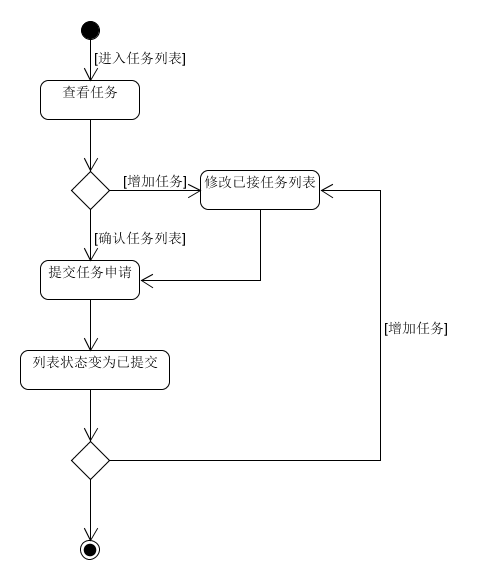 [进入任务列表]
查看任务
[增加任务]
修改已接任务列表
[确认任务列表]
提交任务申请
[增加任务]
列表状态变为已提交